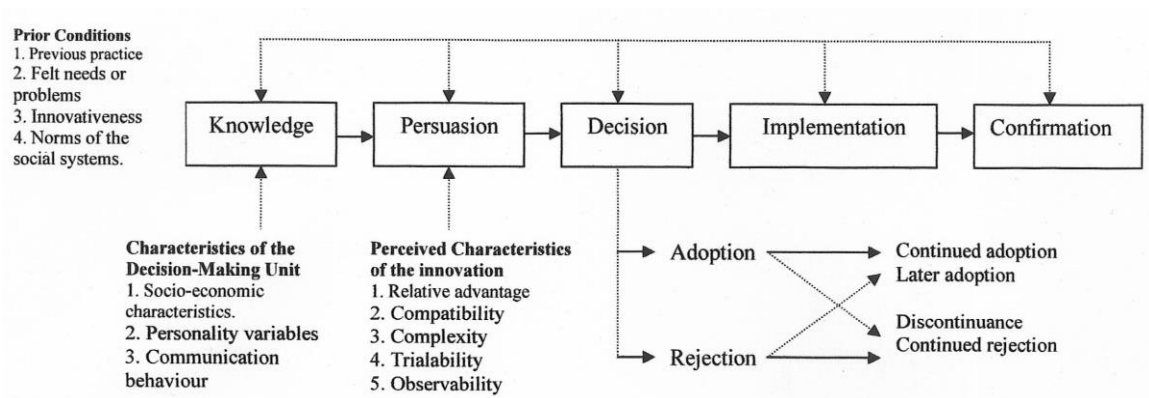 Prior Conditions
1. Previous practice
2. Felt needs or
problems
3. Innovativeness
4. Norms of the
social systems.
Knowledge
Persuasion
Decision
Implementation
Confirmation
Characteristics of the
Decision-Making Unit
1. Socio-economic
characteristics.
2. Personality variables
3. Communication
behaviour
Perceived Characteristics
of the innovation
1. Relative advantage
2. Compatibility
3. Complexity
4. Trialability
5. Observability
Adoption
Rejection
Continued adoption
Later adoption
Discontinuance
Continued rejection